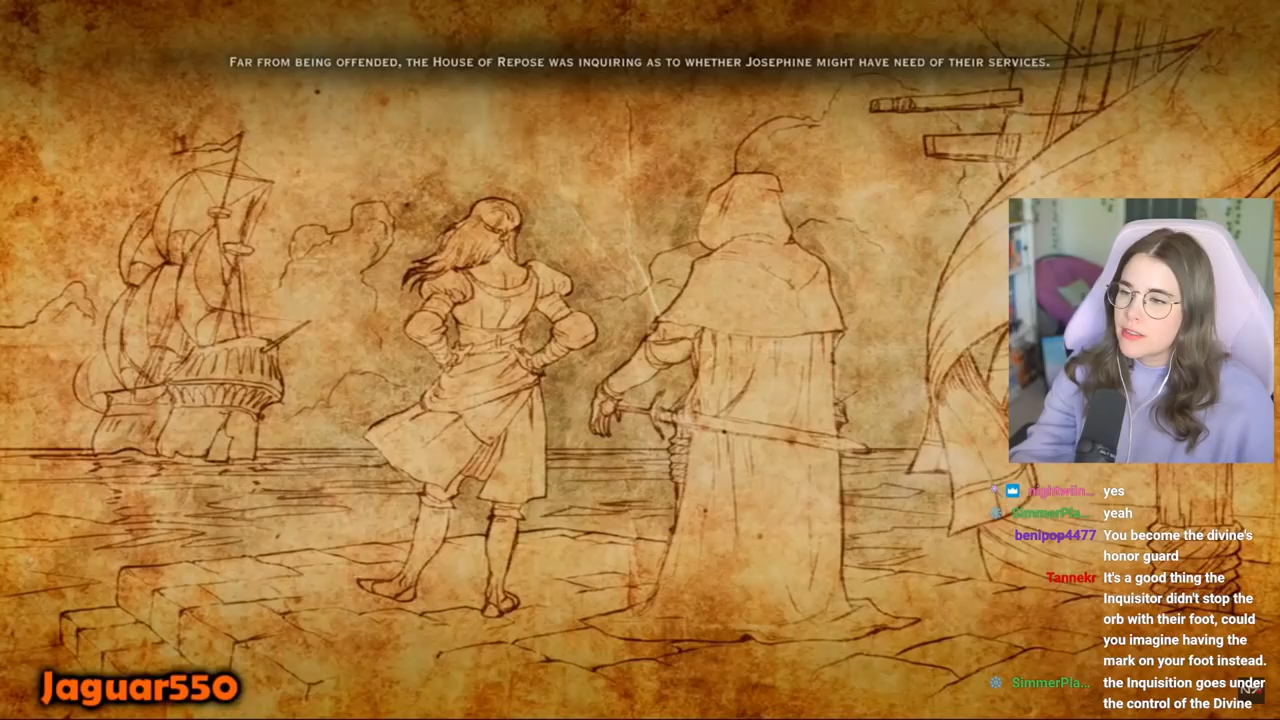 FAR FROM BEING OFFENDED, THE HOUSE OF REPOSE WAS INQUIRING AS TO WHETHER JOSEPHINE MIGHT HAVE NEED OF THEIR SERVICES.
nightwiin... yes
SimmerPla... yeah
benipop4477 You become the divine's
honor guard
Tannekr It's a good thing the
Inquisitor didn't stop the
orb with their foot, could
you imagine having the
mark on your foot instead.
SimmerPla... the Inquisition goes under
the control of the Divine
Jaguar550